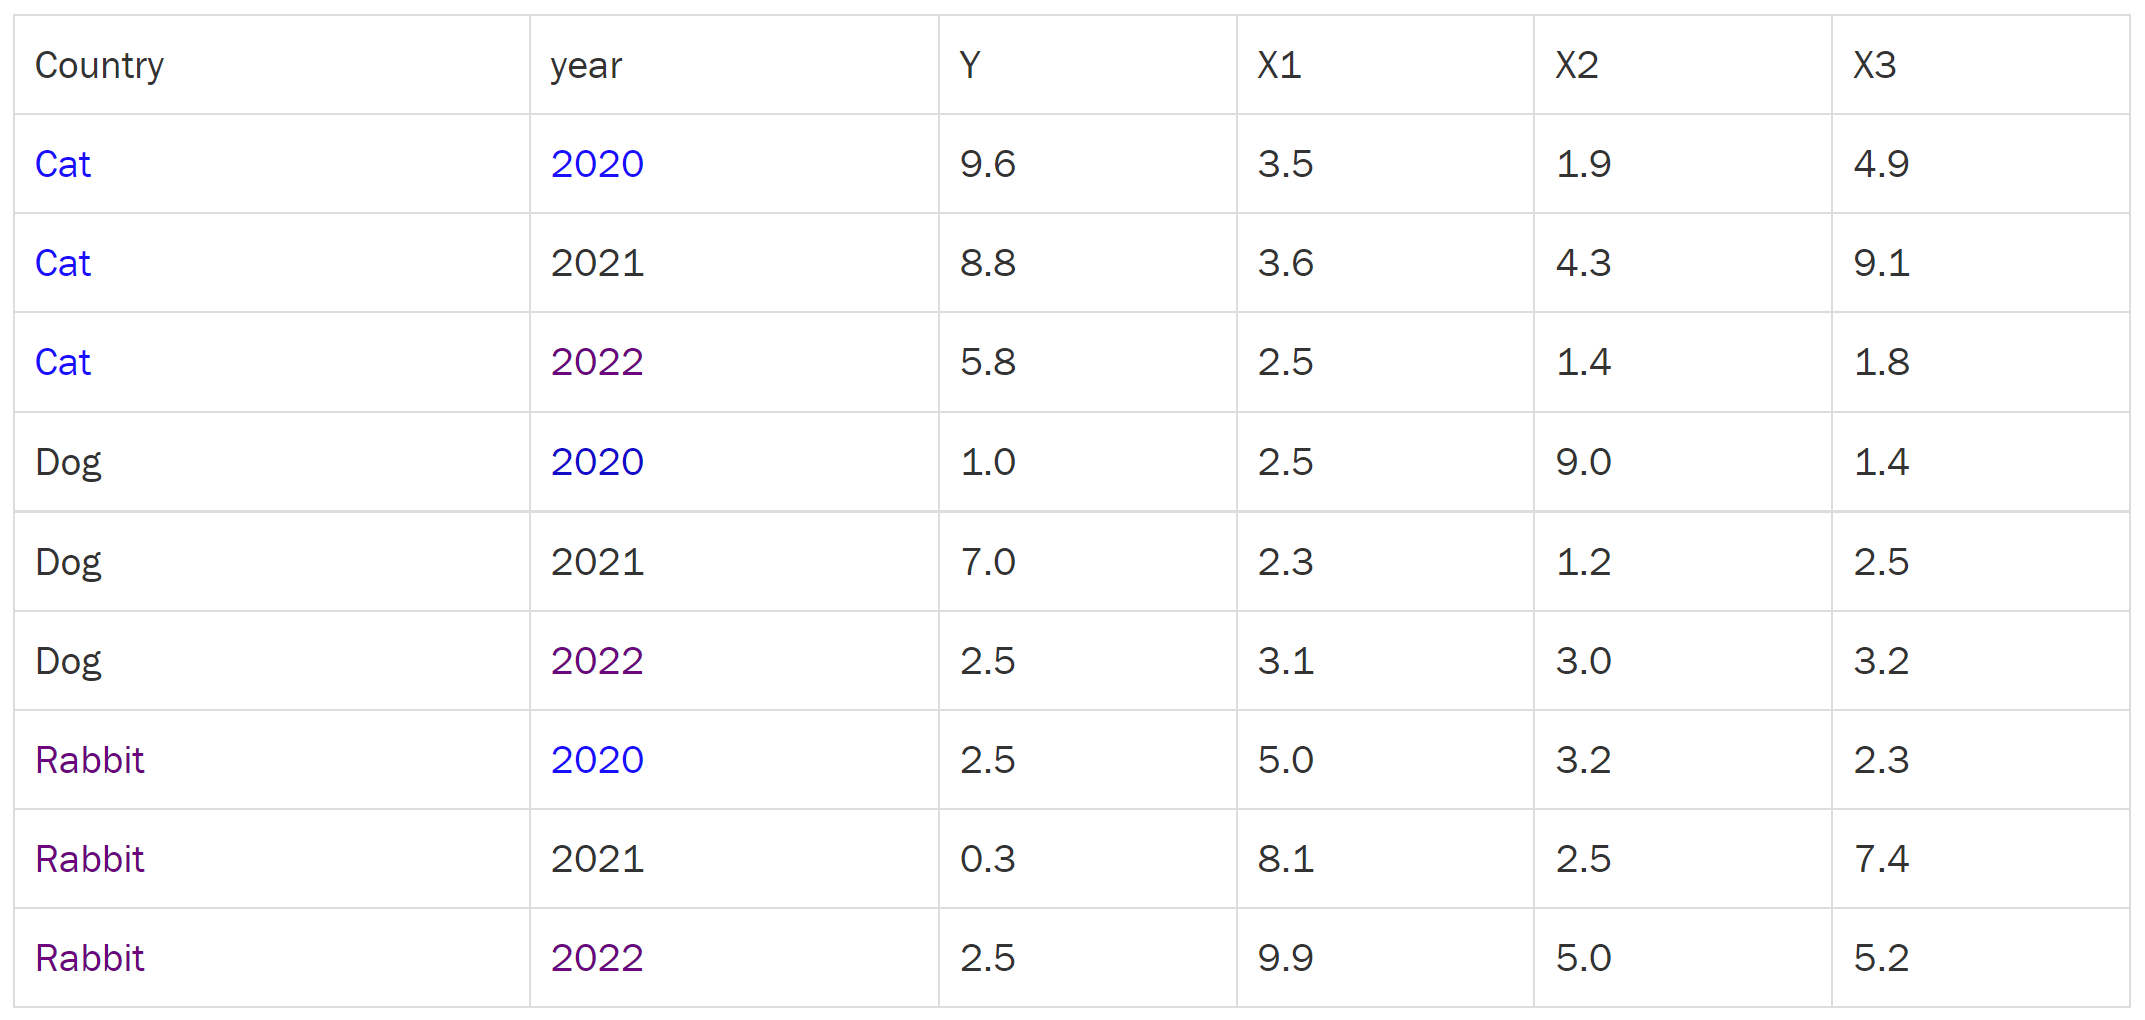 Country year Y X1 X2 X3
Cat 2020 9.6 3.5 1.9 4.9
Cat 2021 8.8 3.6 4.3 9.1
Cat 2022 5.8 2.5 1.4 1.8
Dog 2020 1.0 2.5 9.0 1.4
Dog 2021 7.0 2.3 1.2 2.5
Dog 2022 2.5 3.1 3.0 3.2
Rabbit 2020 2.5 5.0 3.2 2.3
Rabbit 2021 0.3 8.1 2.5 7.4
Rabbit 2022 2.5 9.9 5.0 5.2